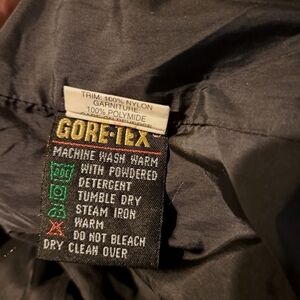 TRIM: 100% NYLON
GARNITURE:
100% POLYMIDE
GORE-TEX
MACHINE WASH WARM
WITH POWDERED
DETERGENT
TUMBLE DRY
STEAM IRON
WARM
DO NOT BLEACH
DRY CLEAN OVER